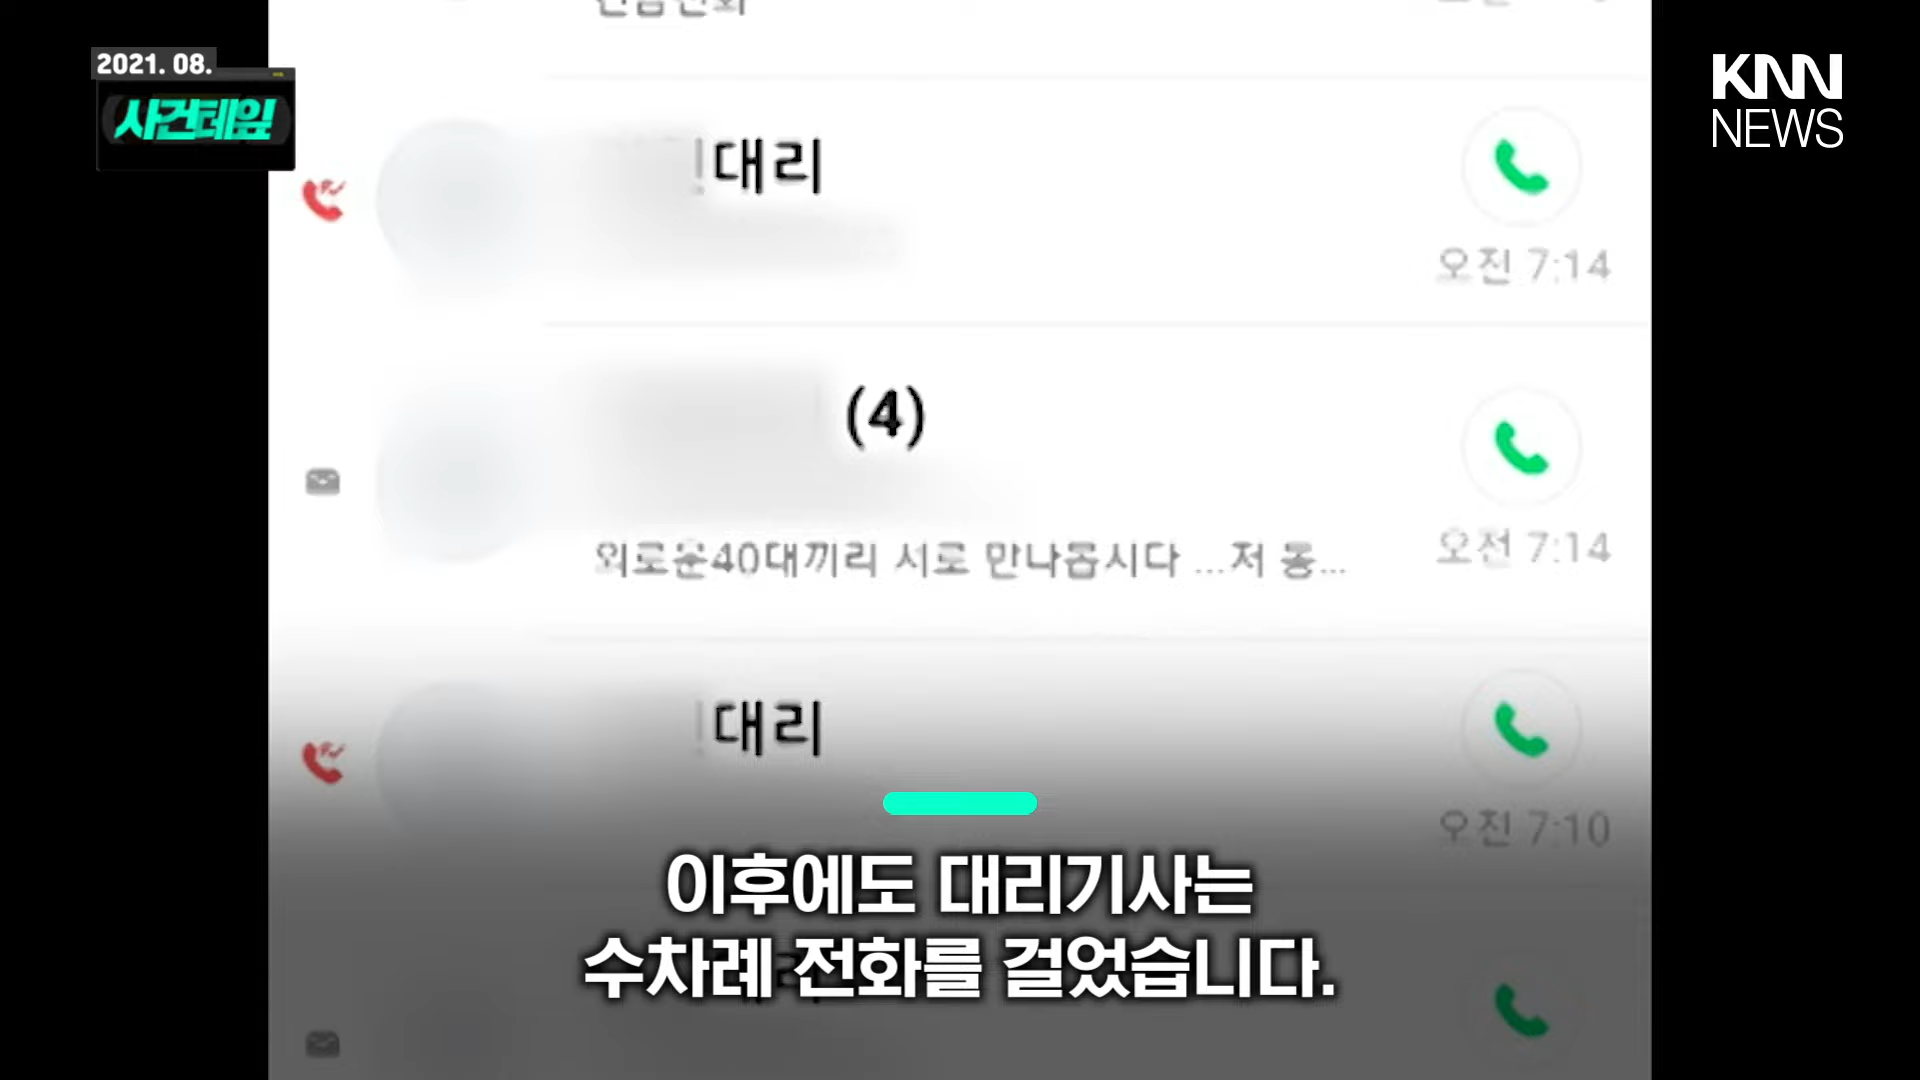 2021. 08.
사건테잎
KNN
NEWS
대리
오전 7:14
(4)
외로운40대끼리 서로 만나봅시다 ...저 동...
오전 7:14
대리
오전 7:10
이후에도 대리기사는
수차례 전화를 걸었습니다.